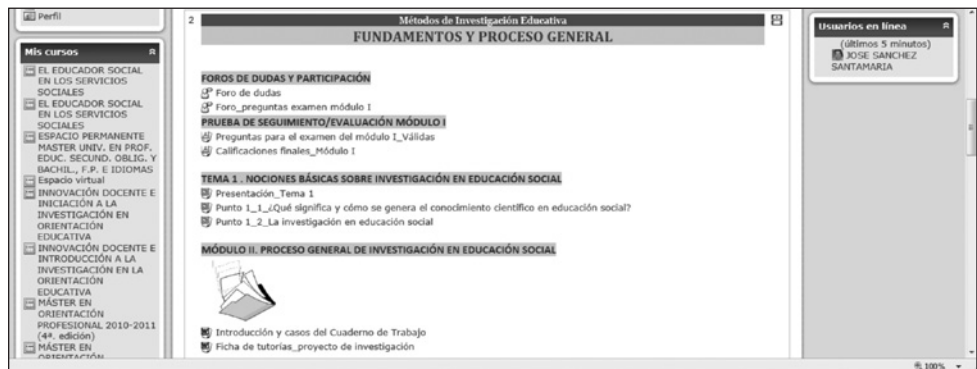 Perfil
Mis cursos
EL EDUCADOR SOCIAL
EN LOS SERVICIOS
SOCIALES
EL EDUCADOR SOCIAL
EN LOS SERVICIOS
SOCIALES
ESPACIO PERMANENTE
MASTER UNIV. EN PROF.
EDUC. SECUND. OBLIG. Y
BACHIL., F.P. E IDIOMAS
Espacio virtual
INNOVACIÓN DOCENTE E
INICIACIÓN A LA
INVESTIGACIÓN EN
ORIENTACIÓN
EDUCATIVA
INNOVACIÓN DOCENTE E
INTRODUCCIÓN A LA
INVESTIGACIÓN EN LA
ORIENTACIÓN
EDUCATIVA
MÁSTER EN
ORIENTACIÓN
PROFESIONAL 2010-2011
(4ª. edición)
MÁSTER EN
ORIENTACIÓN
2
Métodos de Investigación Educativa
FUNDAMENTOS Y PROCESO GENERAL
FOROS DE DUDAS Y PARTICIPACIÓN
Foro de dudas
Foro_preguntas examen módulo I
PRUEBA DE SEGUIMIENTO/EVALUACIÓN MÓDULO I
Preguntas para el examen del módulo I_Válidas
Calificaciones finales_Módulo I
TEMA 1 . NOCIONES BÁSICAS SOBRE INVESTIGACIÓN EN EDUCACIÓN SOCIAL
Presentación_Tema 1
Punto 1_1_¿Qué significa y cómo se genera el conocimiento científico en educación social?
Punto 1_2_La investigación en educación social
MÓDULO II. PROCESO GENERAL DE INVESTIGACIÓN EN EDUCACIÓN SOCIAL
Introducción y casos del Cuaderno de Trabajo
Ficha de tutorías_proyecto de investigación
Usuarios en línea
(últimos 5 minutos)
JOSE SANCHEZ
SANTAMARIA
100%